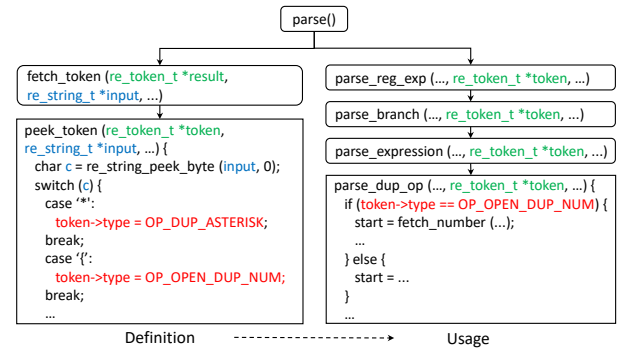 parse()
fetch_token (re_token_t *result,
re_string_t *input, ...)
peek_token (re_token_t *token,
re_string_t *input, ...) {
char c = re_string_peek_byte (input, 0);
switch (c) {
case '*':
token->type = OP_DUP_ASTERISK;
break;
case '{':
token->type = OP_OPEN_DUP_NUM;
break;
...
parse_reg_exp (..., re_token_t *token, ...)
parse_branch (..., re_token_t *token, ...)
parse_expression (..., re_token_t *token, ...)
parse_dup_op (..., re_token_t *token, ...) {
if (token->type == OP_OPEN_DUP_NUM) {
start = fetch_number (...);
...
} else {
start = ...
}
...
Definition
Usage